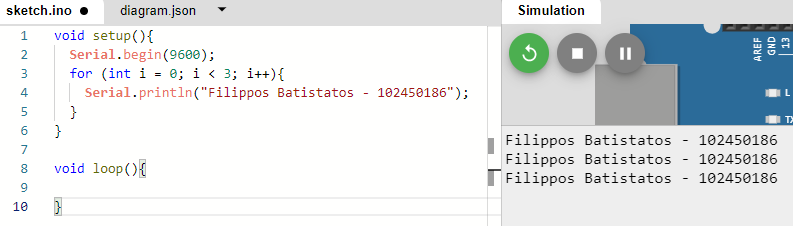 sketch.ino ● diagram.json
1 void setup(){
2 Serial.begin(9600);
3 for (int i = 0; i < 3; i++){
4 Serial.println("Filippos Batistatos - 102450186");
5 }
6 }
7
8 void loop(){
9
10 }
Simulation
AREF
GND
13
L
TX
Filippos Batistatos - 102450186
Filippos Batistatos - 102450186
Filippos Batistatos - 102450186